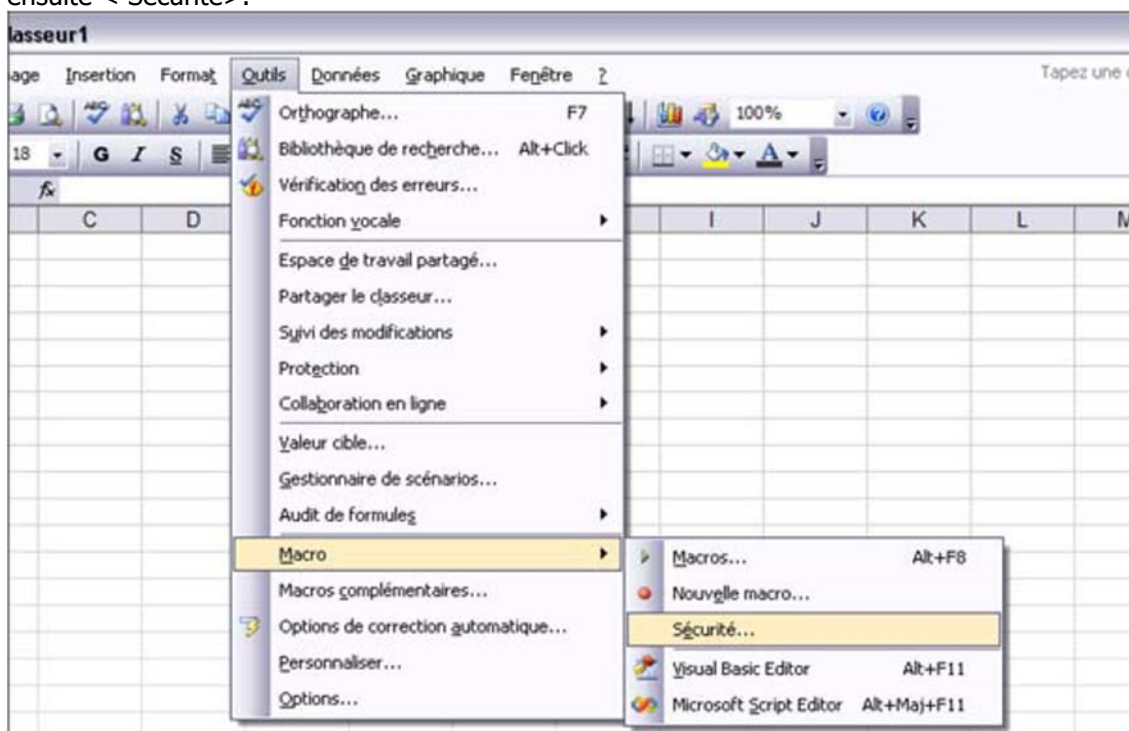 ensuite < Sécurité>.
lasseur1
age Insertion Format Outils Données Graphique Fenêtre ? Tapez une
100%
18 G I S
fx
C D I J K L M
Orthographe... F7
Bibliothèque de recherche... Alt+Click
Vérification des erreurs...
Fonction vocale
Espace de travail partagé...
Partager le classeur...
Suivi des modifications
Protection
Collaboration en ligne
Valeur cible...
Gestionnaire de scénarios...
Audit de formules
Macro
Macros complémentaires...
Options de correction automatique...
Personnaliser...
Options...
Macros... Alt+F8
Nouvelle macro...
Sécurité...
Visual Basic Editor Alt+F11
Microsoft Script Editor Alt+Maj+F11